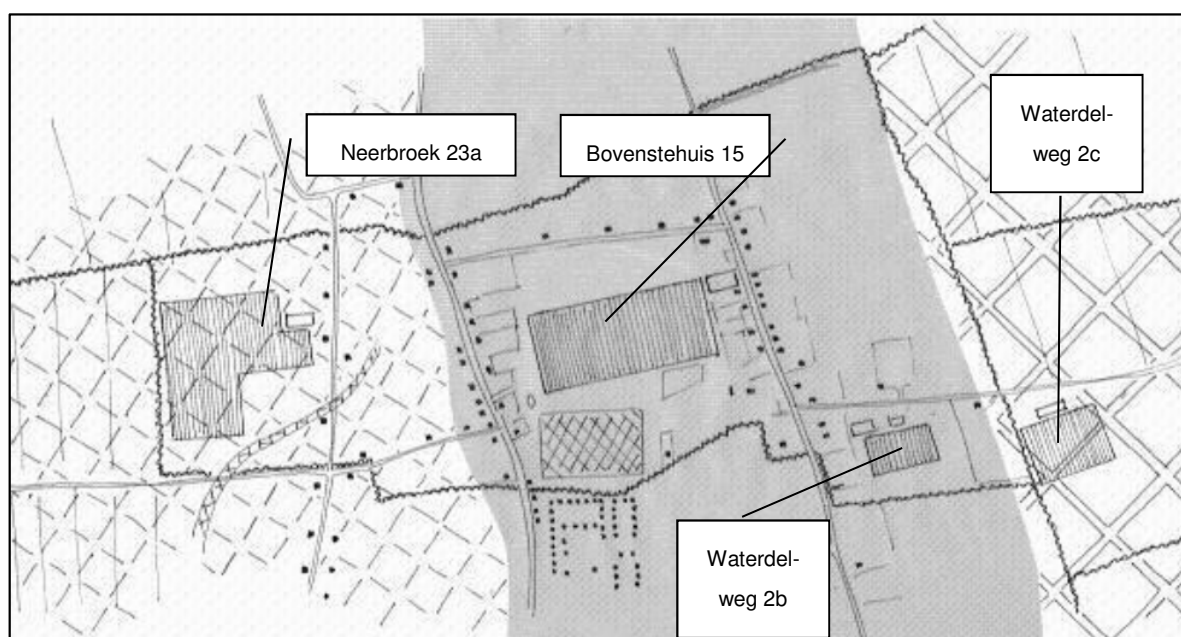 Neerbroek 23a
Bovenstehuis 15
Waterdel-
weg 2c
Waterdel-
weg 2b